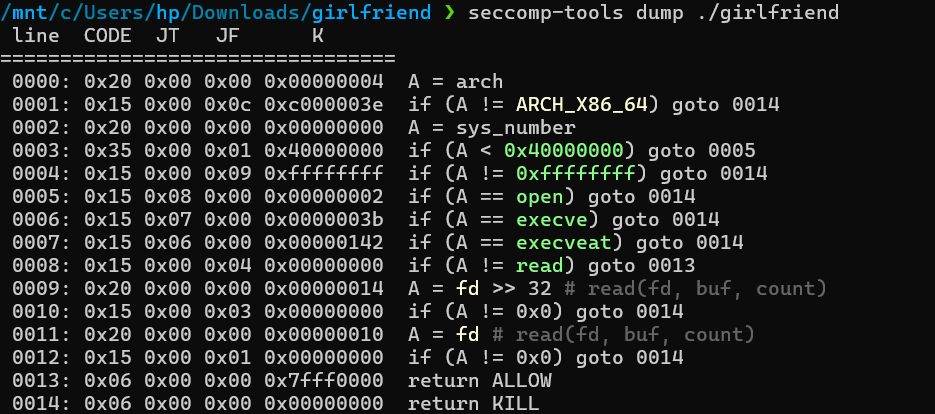 /mnt/c/Users/hp/Downloads/girlfriend ❯ seccomp-tools dump ./girlfriend
 line  CODE  JT   JF      K
=================================
 0000: 0x20 0x00 0x00 0x00000004  A = arch
 0001: 0x15 0x00 0x0c 0xc000003e  if (A != ARCH_X86_64) goto 0014
 0002: 0x20 0x00 0x00 0x00000000  A = sys_number
 0003: 0x35 0x00 0x01 0x40000000  if (A < 0x40000000) goto 0005
 0004: 0x15 0x00 0x09 0xffffffff  if (A != 0xffffffff) goto 0014
 0005: 0x15 0x08 0x00 0x00000002  if (A == open) goto 0014
 0006: 0x15 0x07 0x00 0x0000003b  if (A == execve) goto 0014
 0007: 0x15 0x06 0x00 0x00000142  if (A == execveat) goto 0014
 0008: 0x15 0x00 0x04 0x00000000  if (A != read) goto 0013
 0009: 0x20 0x00 0x00 0x00000014  A = fd >> 32 # read(fd, buf, count)
 0010: 0x15 0x00 0x03 0x00000000  if (A != 0x0) goto 0014
 0011: 0x20 0x00 0x00 0x00000010  A = fd # read(fd, buf, count)
 0012: 0x15 0x00 0x01 0x00000000  if (A != 0x0) goto 0014
 0013: 0x06 0x00 0x00 0x7fff0000  return ALLOW
 0014: 0x06 0x00 0x00 0x00000000  return KILL